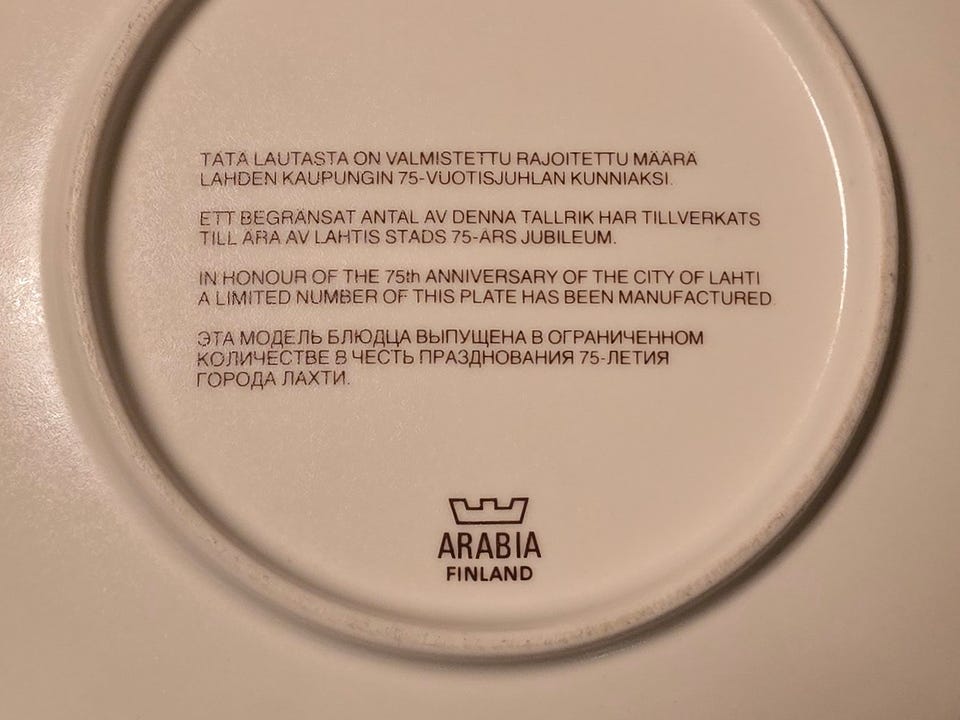 TÄTÄ LAUTASTA ON VALMISTETTU RAJOITETTU MÄÄRÄ
LAHDEN KAUPUNGIN 75-VUOTISJUHLAN KUNNIAKSI.
ETT BEGRÄNSAT ANTAL AV DENNA TALLRIK HAR TILLVERKATS
TILL ÄRA AV LAHTIS STADS 75-ÅRS JUBILEUM.
IN HONOUR OF THE 75th ANNIVERSARY OF THE CITY OF LAHTI
A LIMITED NUMBER OF THIS PLATE HAS BEEN MANUFACTURED
ЭТА МОДЕЛЬ БЛЮДЦА ВЫПУЩЕНА В ОГРАНИЧЕННОМ
КОЛИЧЕСТВЕ В ЧЕСТЬ ПРАЗДНОВАНИЯ 75-ЛЕТИЯ
ГОРОДА ЛАХТИ.
ARABIA
FINLAND